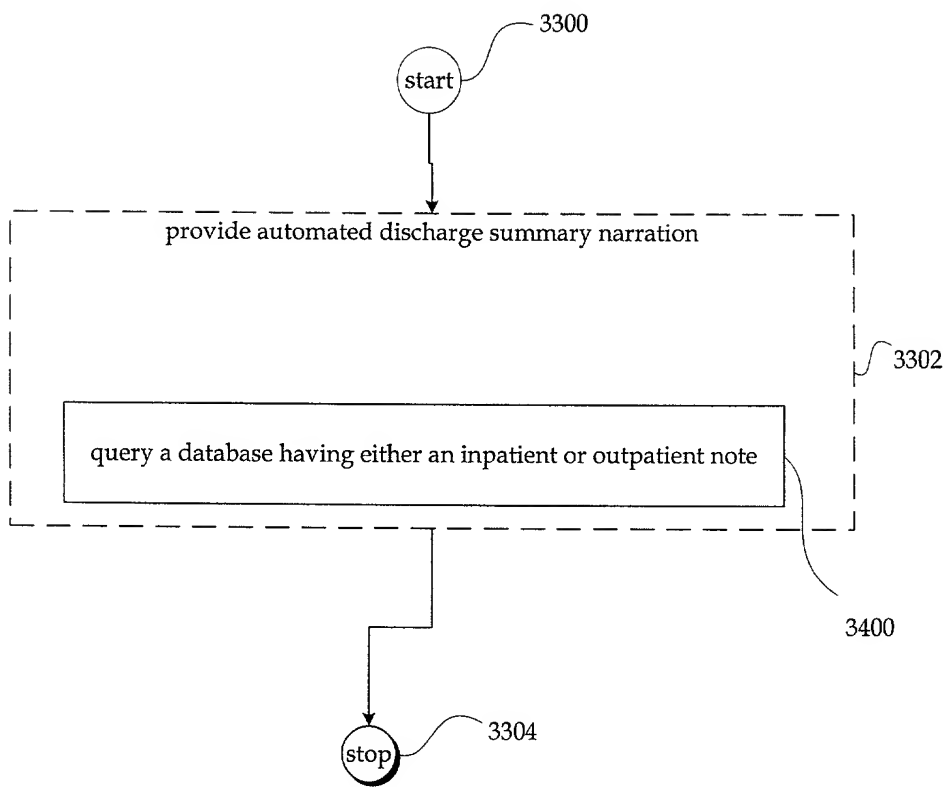 3300
start
provide automated discharge summary narration
3302
query a database having either an inpatient or outpatient note
3400
3304
stop